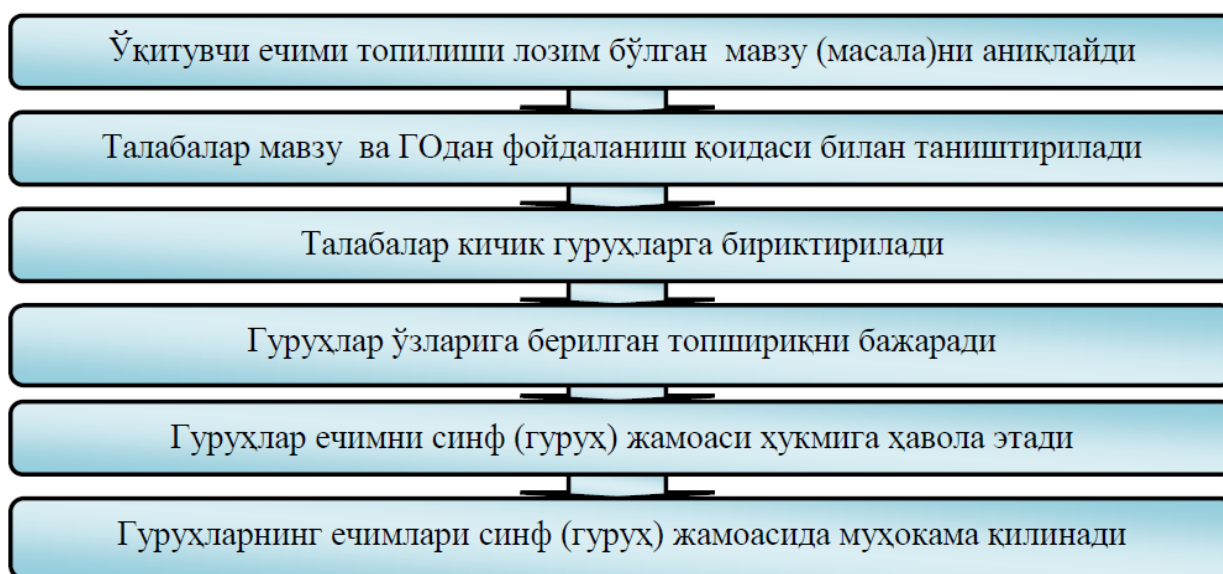 Ўқитувчи ечими топилиши лозим бўлган мавзу (масала)ни аниқлайди
Талабалар мавзу ва ГОдан фойдаланиш қоидаси билан таништирилади
Талабалар кичик гуруҳларга бириктирилади
Гуруҳлар ўзларига берилган топшириқни бажаради
Гуруҳлар ечимни синф (гуруҳ) жамоаси ҳукмига ҳавола этади
Гуруҳларнинг ечимлари синф (гуруҳ) жамоасида муҳокама қилинади